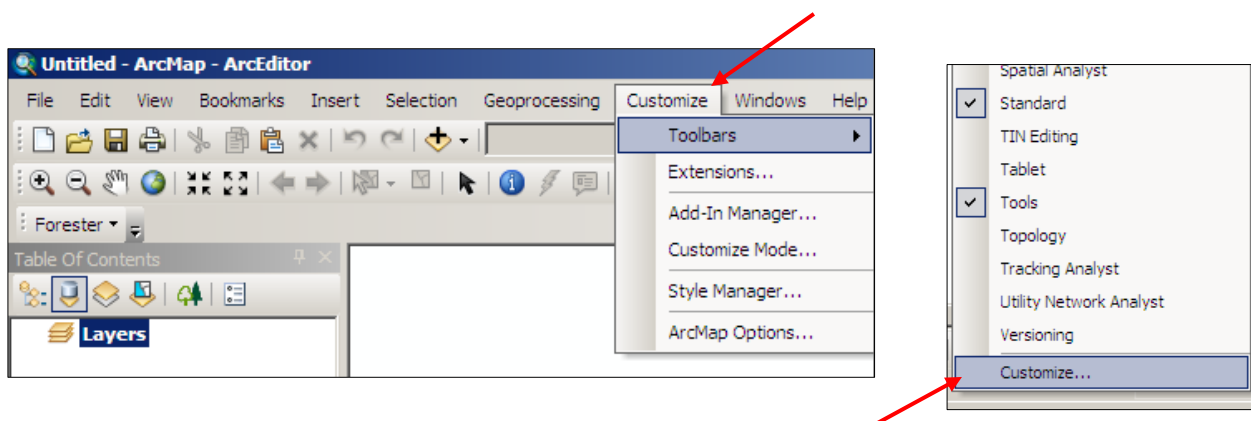 Untitled - ArcMap - ArcEditor
File Edit View Bookmarks Insert Selection Geoprocessing Customize Windows Help
Toolbars
Extensions...
Add-In Manager...
Customize Mode...
Style Manager...
ArcMap Options...
Forester
Table Of Contents
Layers
Spatial Analyst
Standard
TIN Editing
Tablet
Tools
Topology
Tracking Analyst
Utility Network Analyst
Versioning
Customize...